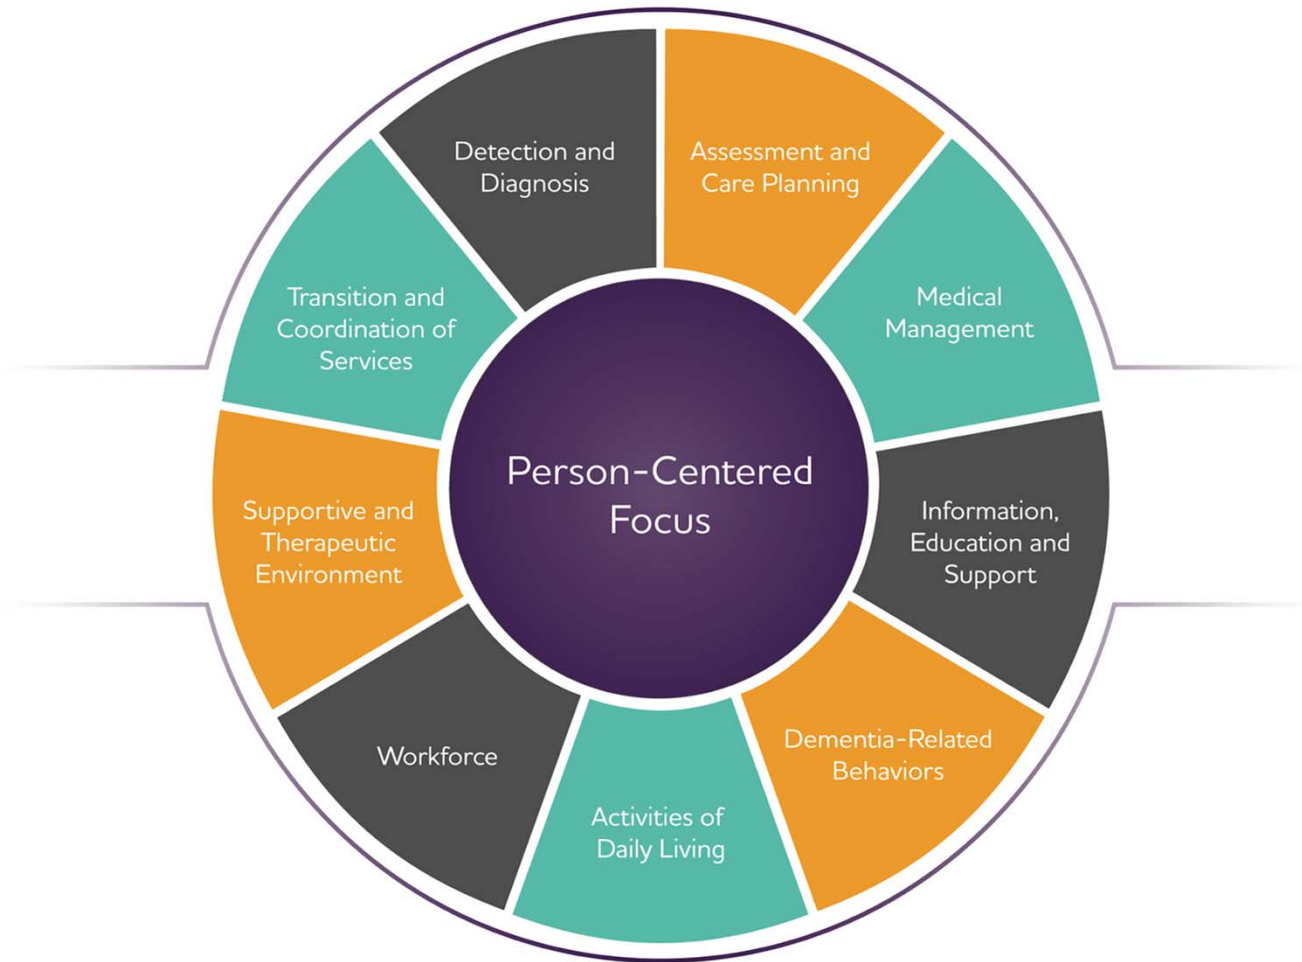 Detection and
Diagnosis
Assessment and
Care Planning
Medical
Management
Information,
Education and
Support
Dementia-Related
Behaviors
Activities of
Daily Living
Workforce
Supportive and
Therapeutic
Environment
Transition and
Coordination of
Services
Person-Centered
Focus